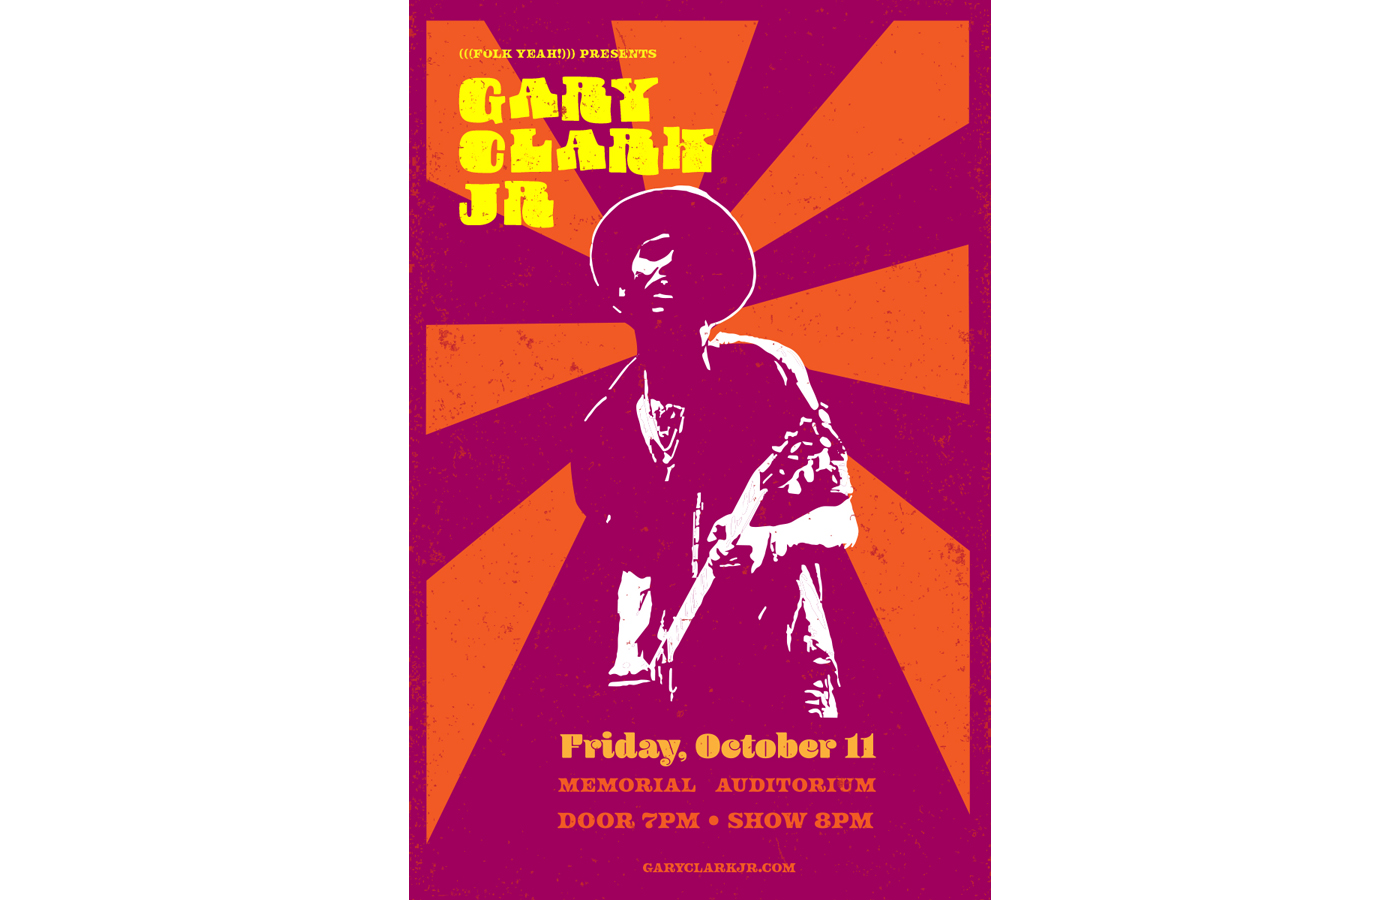 (((FOLK YEAH!))) PRESENTS
GARY
CLARK
JR
Friday, October 11
MEMORIAL AUDITORIUM
DOOR 7PM • SHOW 8PM
GARYCLARKJR.COM